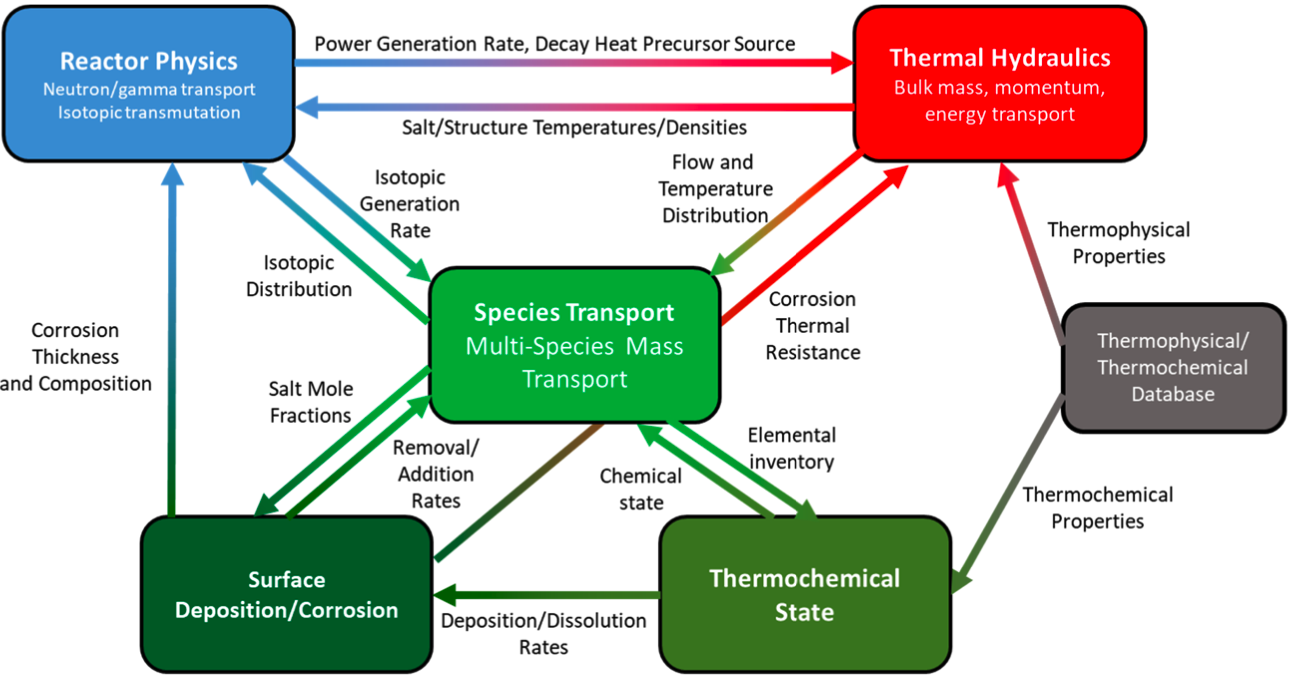 Reactor Physics
Neutron/gamma transport
Isotopic transmutation
Power Generation Rate, Decay Heat Precursor Source
Salt/Structure Temperatures/Densities
Thermal Hydraulics
Bulk mass, momentum,
energy transport
Isotopic
Generation
Rate
Flow and
Temperature
Distribution
Isotopic
Distribution
Thermophysical
Properties
Species Transport
Multi-Species Mass
Transport
Corrosion
Thermal
Resistance
Corrosion
Thickness
and Composition
Thermophysical/
Thermochemical
Database
Salt Mole
Fractions
Removal/
Addition
Rates
Chemical
state
Elemental
inventory
Thermochemical
Properties
Surface
Deposition/Corrosion
Deposition/Dissolution
Rates
Thermochemical
State